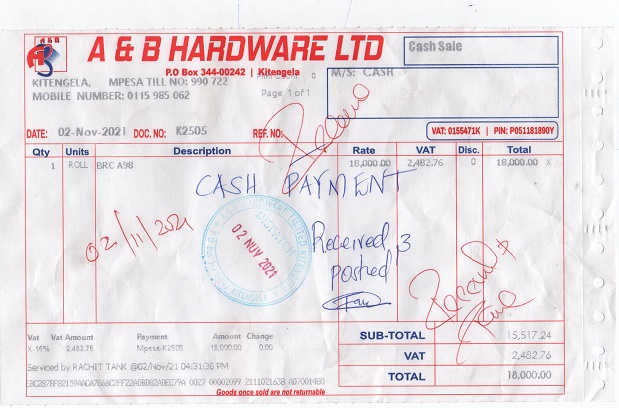 A & B
A & B HARDWARE LTD
Cash Sale
P.O Box 344-00242 | Kitengela
KITENGELA, MPESA TILL NO: 990 722
M/S: CASH
MOBILE NUMBER: 0115 985 062
Page: 1 of 1
DATE: 02-Nov-2021 DOC. NO: K2505 REF. NO:
VAT: 0155471K | PIN: P051181890Y
Qty Units Description Rate VAT Disc. Total
1 ROLL BRC A98 18,000.00 2,482.76 0 18,000.00 X
CASH PAYMENT
02/11/2021
02 NOV 2021
Received &
posted
SUB-TOTAL 15,517.24
Vat Vat Amount Payment Amount Change
X-16% 2,482.76 Mpesa-K2505 18,000.00 0.00
VAT 2,482.76
Serviced by RACHIT TANK @02/Nov/21 04:31:38 PM
TOTAL 18,000.00
Goods once sold are not returnable